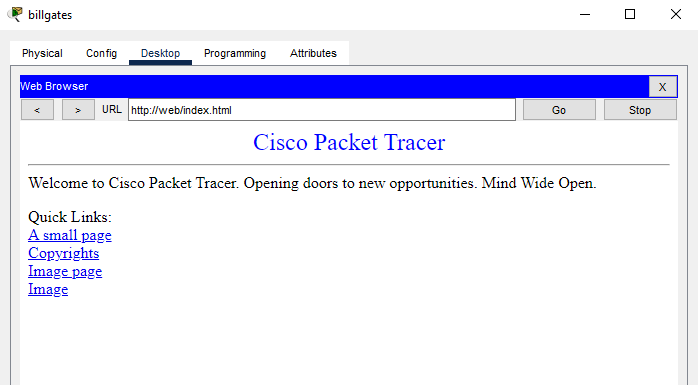 billgates
Physical Config Desktop Programming Attributes
Web Browser X
< > URL http://web/index.html Go Stop
Cisco Packet Tracer
Welcome to Cisco Packet Tracer. Opening doors to new opportunities. Mind Wide Open.
Quick Links:
A small page
Copyrights
Image page
Image